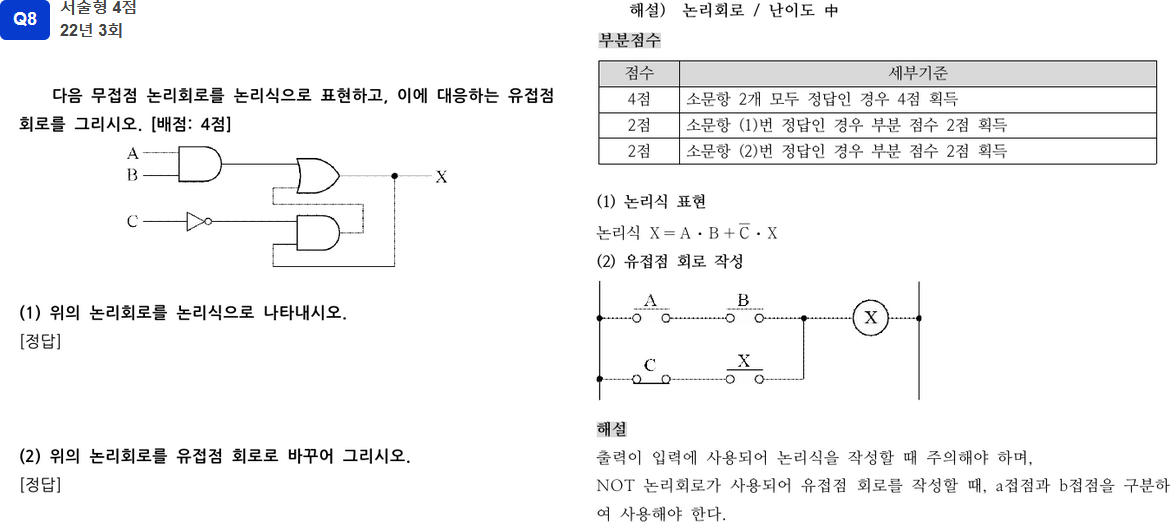 Q8
서술형 4점
22년 3회
다음 무접점 논리회로를 논리식으로 표현하고, 이에 대응하는 유접점
회로를 그리시오. [배점: 4점]
A
B
X
C
(1) 위의 논리회로를 논리식으로 나타내시오.
[정답]
(2) 위의 논리회로를 유접점 회로로 바꾸어 그리시오.
[정답]
해설) 논리회로 / 난이도 中
부분점수
점수 세부기준
4점 소문항 2개 모두 정답인 경우 4점 획득
2점 소문항 (1)번 정답인 경우 부분 점수 2점 획득
2점 소문항 (2)번 정답인 경우 부분 점수 2점 획득
(1) 논리식 표현
논리식 X = A · B + C̅ · X
(2) 유접점 회로 작성
A B
X
C X
해설
출력이 입력에 사용되어 논리식을 작성할 때 주의해야 하며,
NOT 논리회로가 사용되어 유접점 회로를 작성할 때, a접점과 b접점을 구분하
여 사용해야 한다.